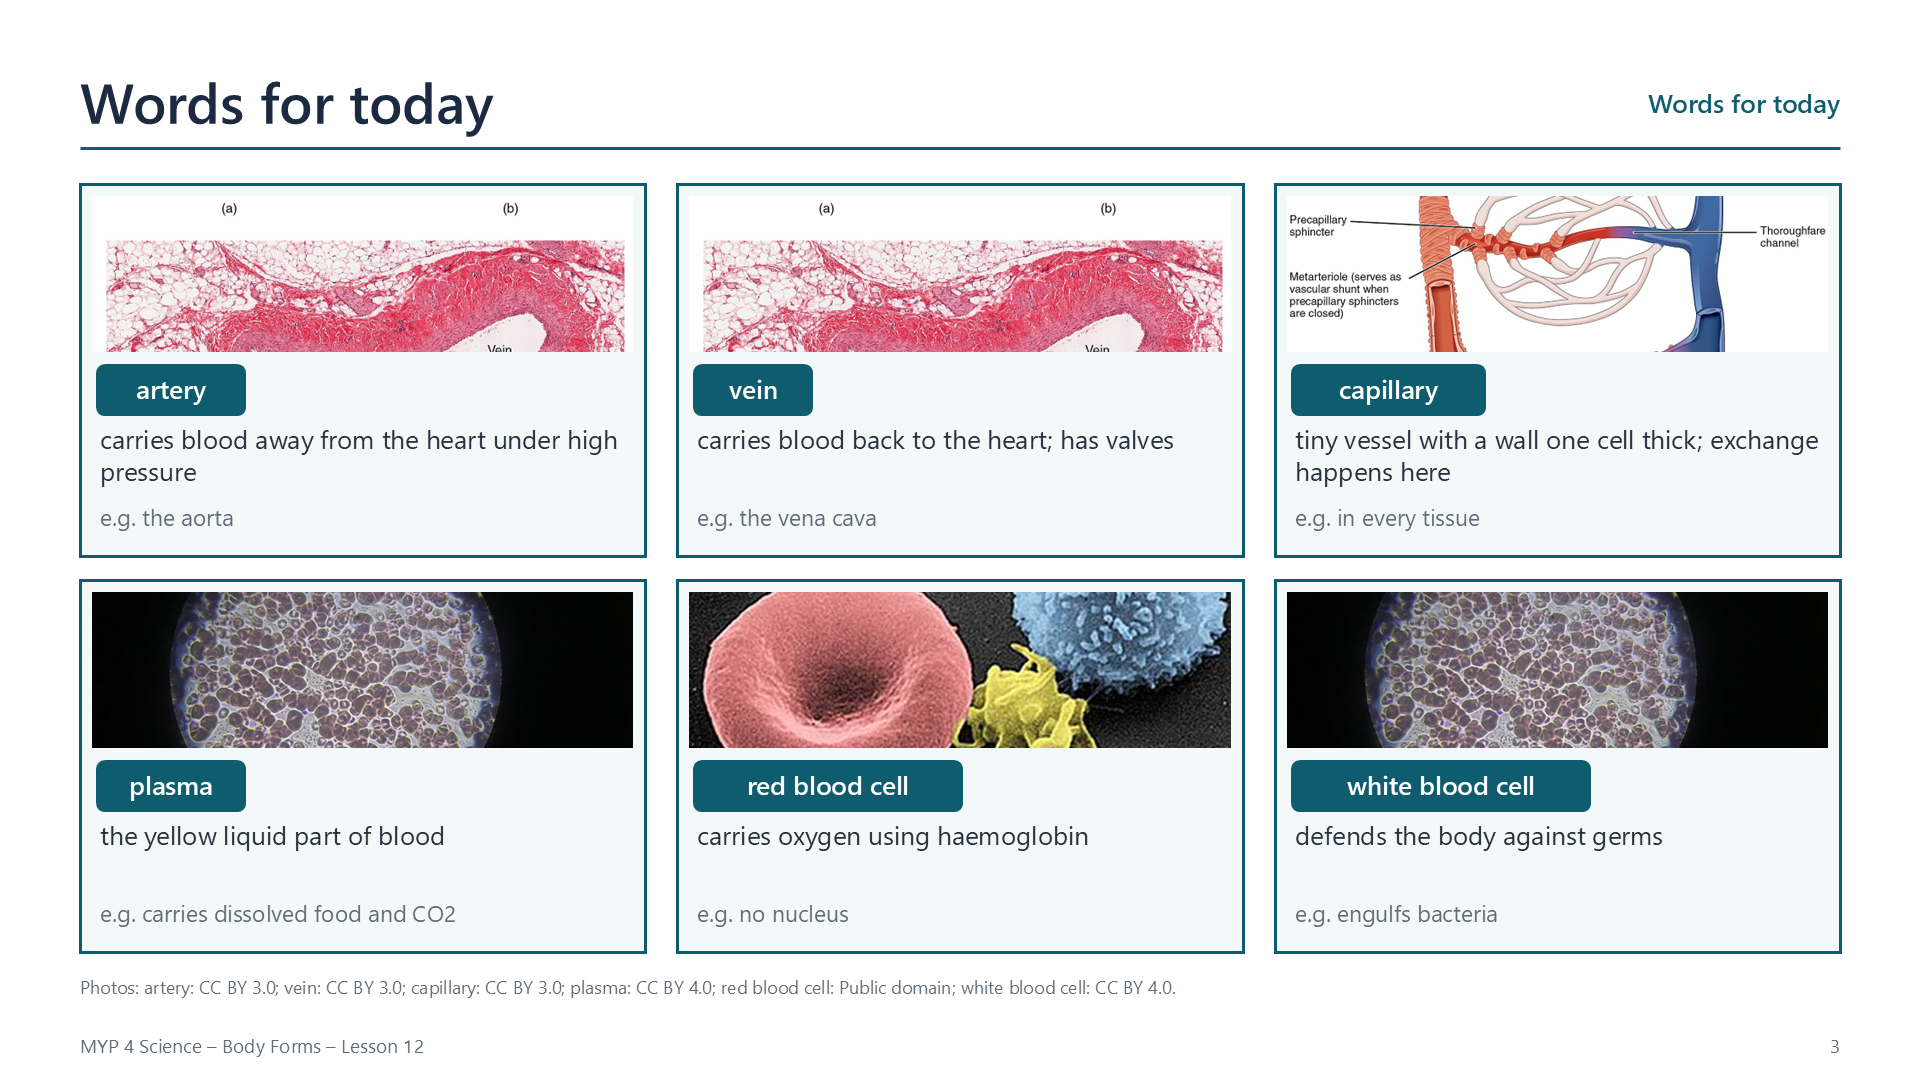 Words for today
Words for today
(a) (b)
Vein
artery
carries blood away from the heart under high
pressure
e.g. the aorta
(a) (b)
Vein
vein
carries blood back to the heart; has valves
e.g. the vena cava
Precapillary
sphincter
Metarteriole (serves as
vascular shunt when
precapillary sphincters
are closed)
Thoroughfare
channel
capillary
tiny vessel with a wall one cell thick; exchange
happens here
e.g. in every tissue
plasma
the yellow liquid part of blood
e.g. carries dissolved food and CO2
red blood cell
carries oxygen using haemoglobin
e.g. no nucleus
white blood cell
defends the body against germs
e.g. engulfs bacteria
Photos: artery: CC BY 3.0; vein: CC BY 3.0; capillary: CC BY 3.0; plasma: CC BY 4.0; red blood cell: Public domain; white blood cell: CC BY 4.0.
MYP 4 Science – Body Forms – Lesson 12
3